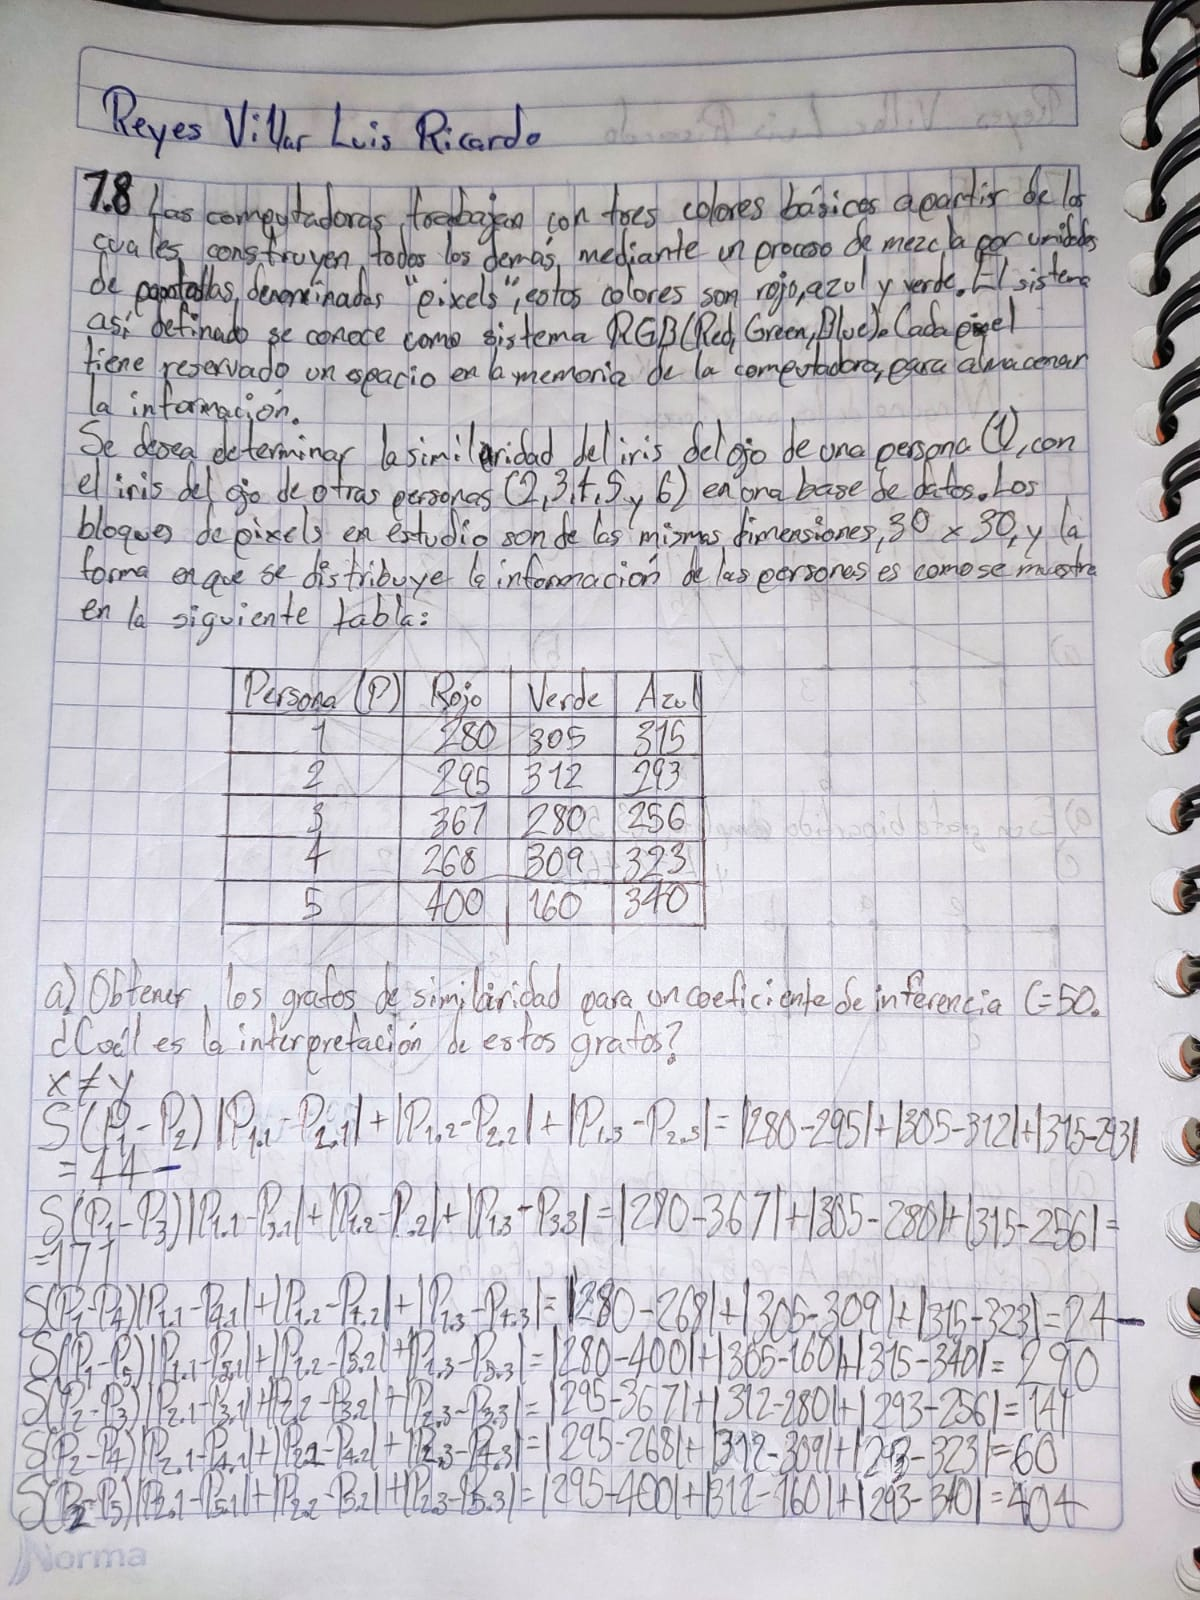 Reyes Villar Luis Ricardo
7.8 Las computadoras, trabajan con tres colores básicos a partir de los
cuales construyen todos los demás, mediante un proceso de mezcla por unidades
de, denominadas "pixels", estos colores son rojo, azul y verde. El sistema
así definado se conoce como sistema RGB (Red, Green, Blue). Cada pixel
tiene reservado un espacio en la memoria de la computadora, para almacenar
la información.
Se desea determinar la similaridad del iris del ojo de una persona (1), con
el iris del ojo de otras personas (2,3,4,5 y 6) en una base de datos. Los
bloques de pixels en estudio son de las mismas dimensiones, 30 x 30, y la
forma en que se distribuye la información de las personas es como se muestra
en la siguiente tabla:
Persona (P) Rojo Verde Azul
1 280 305 315
2 295 312 293
3 367 280 256
4 268 309 323
5 400 160 340
a) Obtener los grafos de similaridad para un coeficiente de inferencia C=50.
¿Cuál es la interpretación de estos grafos?
x ≠ y
S(P1-P2) |P1.1-P2.1|+|P1.2-P2.2|+|P1.3-P2.3|=|280-295|+|305-312|+|315-293|
=44-
S(P1-P3)|P1.1-P3.1|+|P1.2-P.2|+|P1.3-P3.3|=|280-367|+|305-280|+|315-256|=
=171
S(P1-P4)|P1.1-P4.1|+|P1.2-P4.2|+|P1.3-P4.3|=|280-268|+|305-309|+|315-323|=24-
S(P1-P5)|P1.1-P5.1|+|P1.2-P5.2|+|P1.3-P5.3|=|280-400|+|305-160|+|315-340|=290
S(P2-P3)|P2.1-P3.1|+|P2.2-P3.2|+|P2.3-P3.3|=|295-367|+|312-280|+|293-256|=141
S(P2-P4)|P2.1-P4.1|+|P2.2-P4.2|+|P2.3-P4.3|=|295-268|+|312-309|+|293-323|=60
S(P2-P5)|P2.1-P5.1|+|P2.2-P5.2|+|P2.3-P5.3|=|295-400|+|312-160|+|293-340|=404
Norma